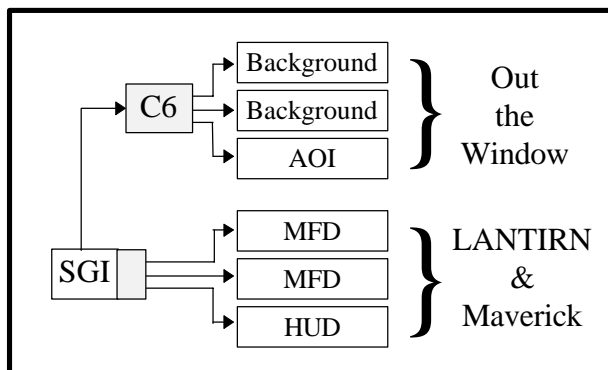 Background
C6
Background
AOI
Out
the
Window
SGI
MFD
MFD
HUD
LANTIRN
&
Maverick